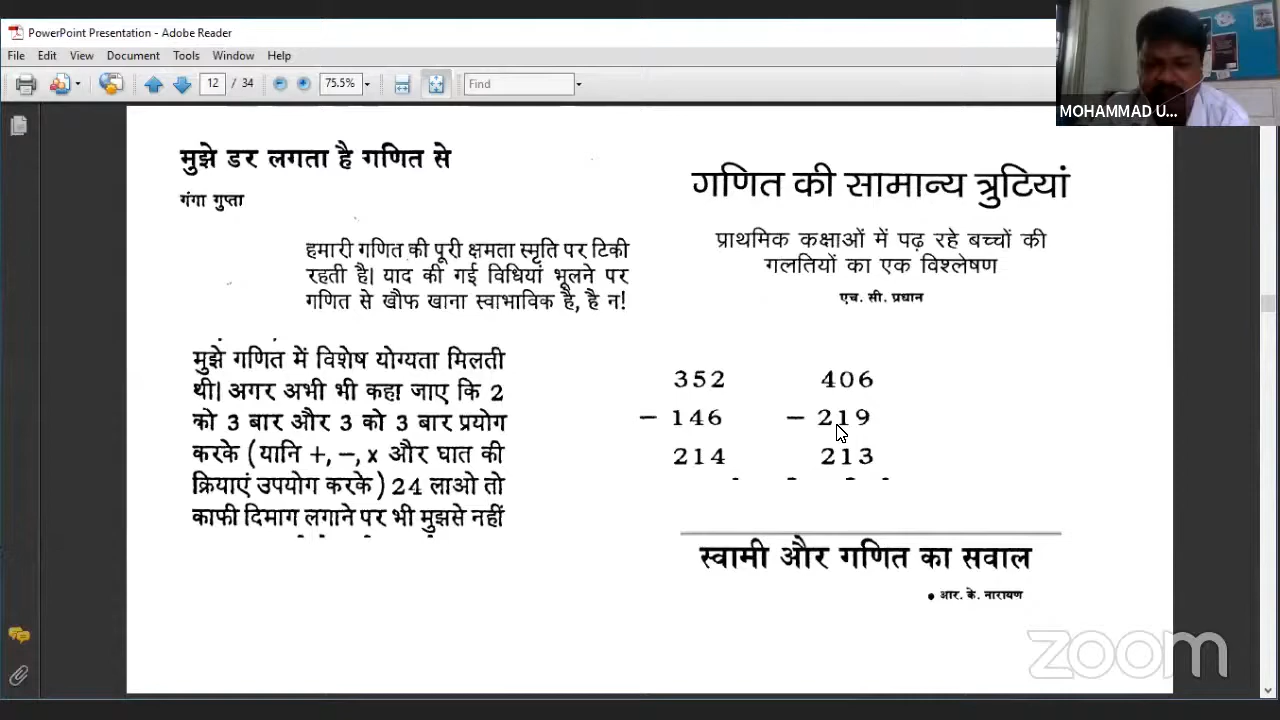 PowerPoint Presentation - Adobe Reader
File Edit View Document Tools Window Help
12 / 34 75.5% Find
MOHAMMAD U...
मुझे डर लगता है गणित से
गंगा गुप्ता
हमारी गणित की पूरी क्षमता स्मृति पर टिकी
रहती है। याद की गई विधियां भूलने पर
गणित से खौफ खाना स्वाभाविक है, है न!
मुझे गणित में विशेष योग्यता मिलती
थी। अगर अभी भी कहा जाए कि 2
को 3 बार और 3 को 3 बार प्रयोग
करके (यानि +, –, x और घात की
क्रियाएं उपयोग करके) 24 लाओ तो
काफी दिमाग लगाने पर भी मुझसे नहीं
गणित की सामान्य त्रुटियां
प्राथमिक कक्षाओं में पढ़ रहे बच्चों की
गलतियों का एक विश्लेषण
एच. सी. प्रधान
352 406
– 146 – 219
214 213
स्वामी और गणित का सवाल
• आर. के. नारायण
zoom